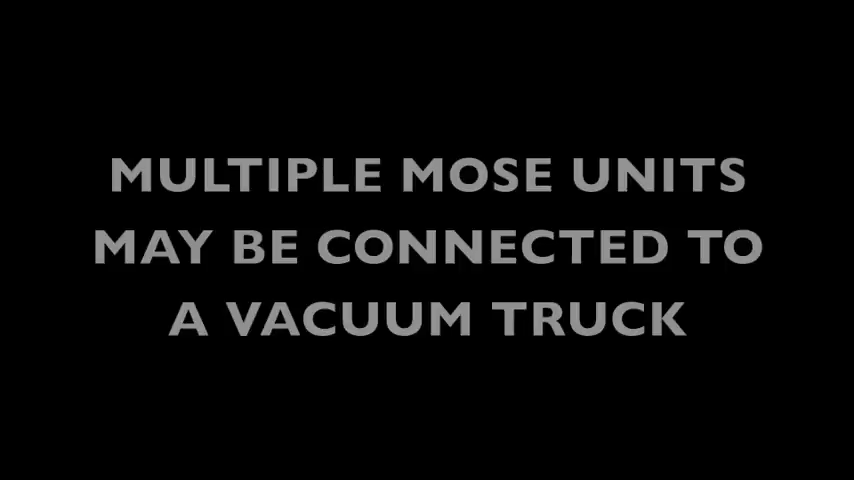 MULTIPLE MOSE UNITS
MAY BE CONNECTED TO
A VACUUM TRUCK